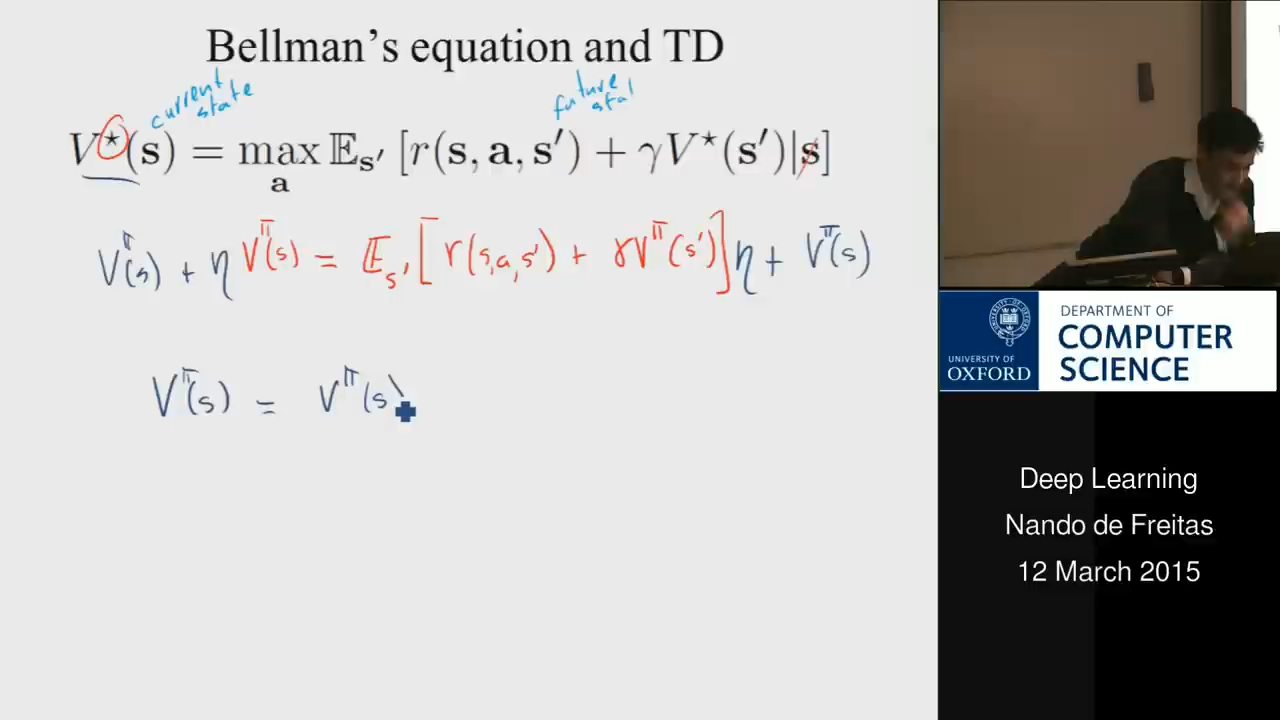 Bellman's equation and TD
current state
future stat
V*(s) = max_a E_s' [r(s, a, s') + γV*(s')|s]
V^π(s) + η V^π(s) = E_s' [ r(s,a,s') + γV^π(s') ] η + V^π(s)
V^π(s) = V^π(s)
UNIVERSITY OF
OXFORD
DEPARTMENT OF
COMPUTER
SCIENCE
Deep Learning
Nando de Freitas
12 March 2015